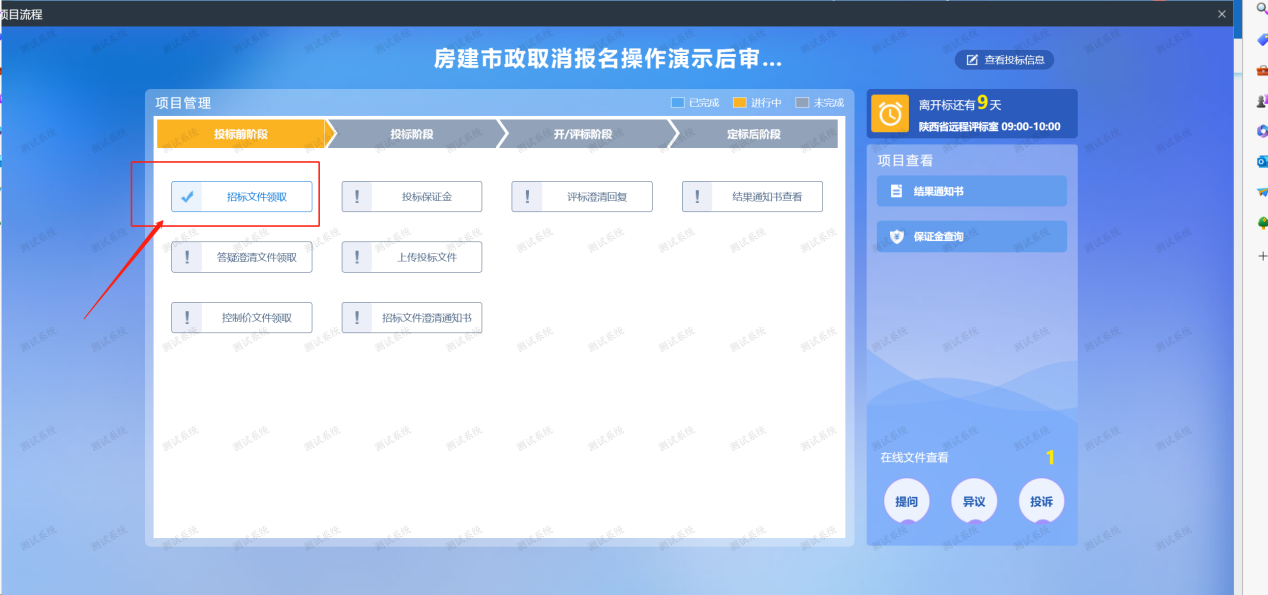 项目流程
房建市政取消报名操作演示后审...
查看投标信息
项目管理
已完成
进行中
未完成
投标前阶段
投标阶段
开/评标阶段
定标后阶段
招标文件领取
投标保证金
评标澄清回复
结果通知书查看
答疑澄清文件领取
上传投标文件
控制价文件领取
招标文件澄清通知书
离开标还有9天
陕西省远程评标室 09:00-10:00
项目查看
结果通知书
保证金查询
在线文件查看
1
提问
异议
投诉
测试系统